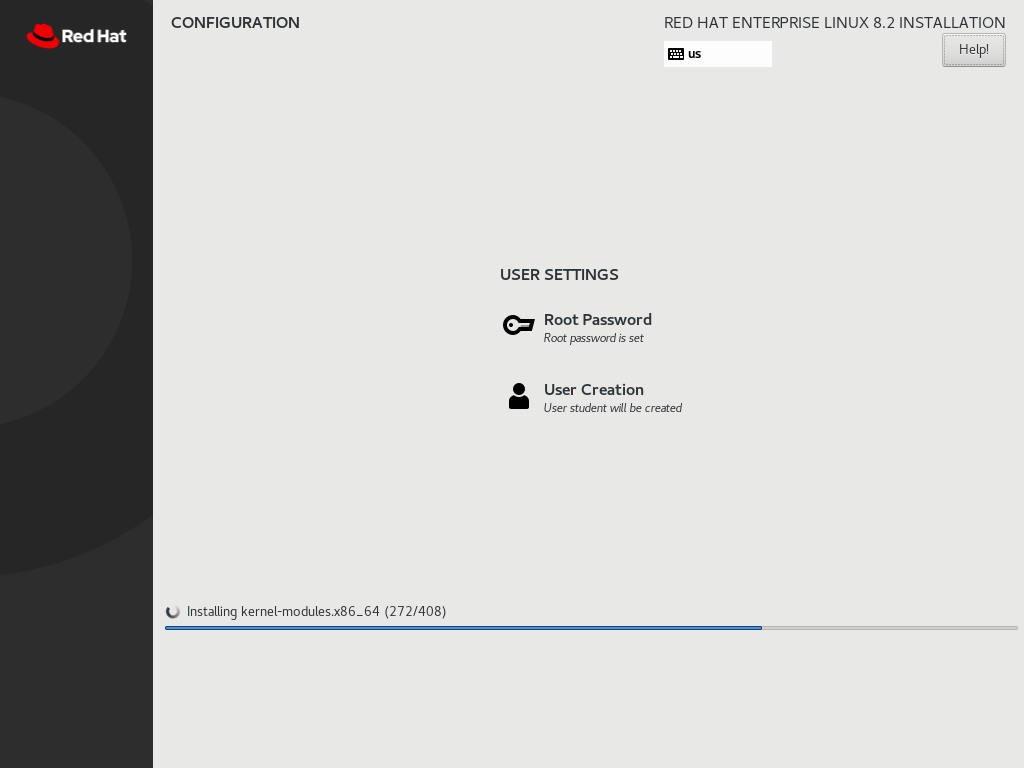 Red Hat
CONFIGURATION
RED HAT ENTERPRISE LINUX 8.2 INSTALLATION
us
Help!
USER SETTINGS
Root Password
Root password is set
User Creation
User student will be created
Installing kernel-modules.x86_64 (272/408)